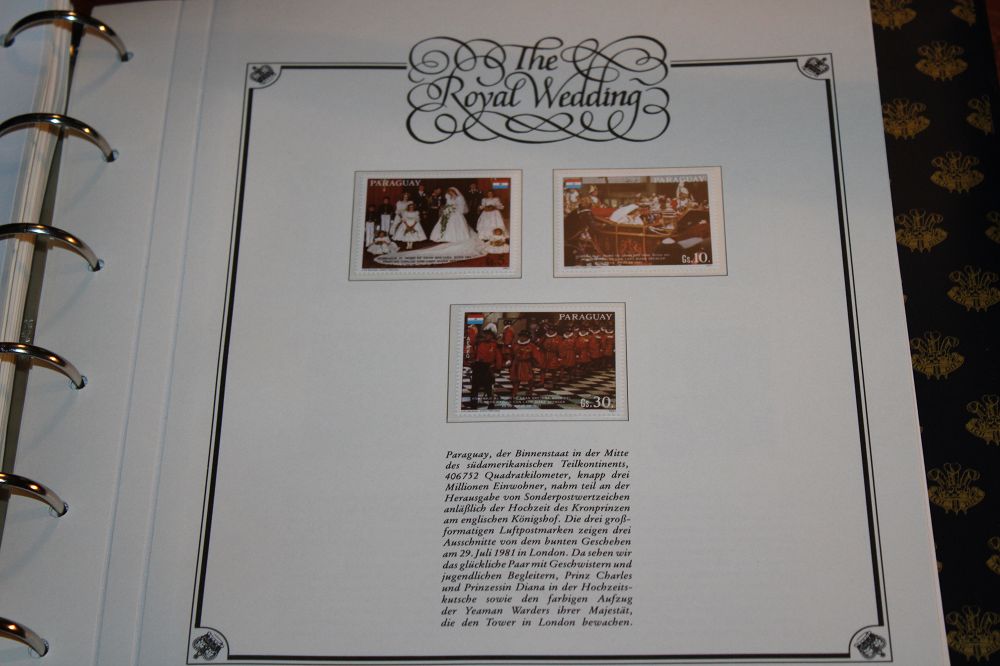 The
Royal Wedding
PARAGUAY
Gs.10.
PARAGUAY
Gs.30.
Paraguay, der Binnenstaat in der Mitte
des südamerikanischen Teilkontinents,
406752 Quadratkilometer, knapp drei
Millionen Einwohner, nahm teil an der
Herausgabe von Sonderpostwertzeichen
anläßlich der Hochzeit des Kronprinzen
am englischen Königshof. Die drei groß-
formatigen Luftpostmarken zeigen drei
Ausschnitte von dem bunten Geschehen
am 29. Juli 1981 in London. Da sehen wir
das glückliche Paar mit Geschwistern und
jugendlichen Begleitern, Prinz Charles
und Prinzessin Diana in der Hochzeits-
kutsche sowie den farbigen Aufzug
der Yeaman Warders ihrer Majestät,
die den Tower in London bewachen.